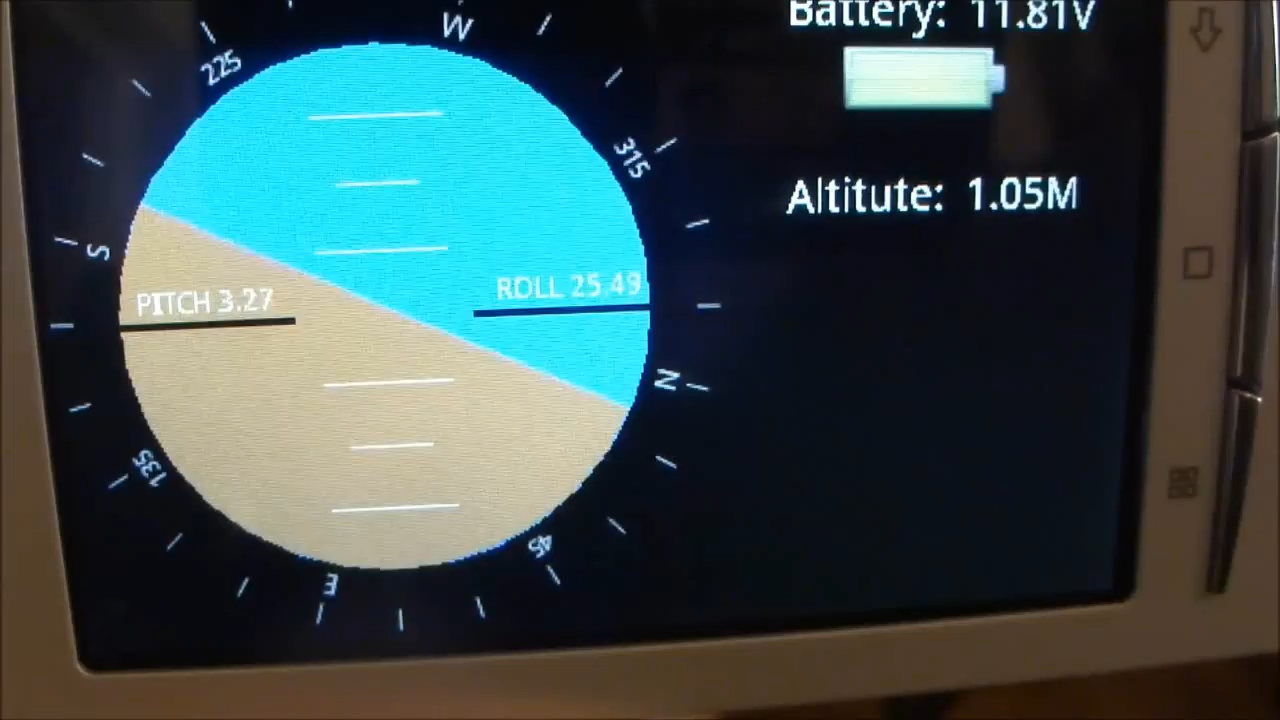 Battery: 11.81V
W
225
315
Altitute: 1.05M
S
ROLL 25.49
PITCH 3.27
N
135
45
E